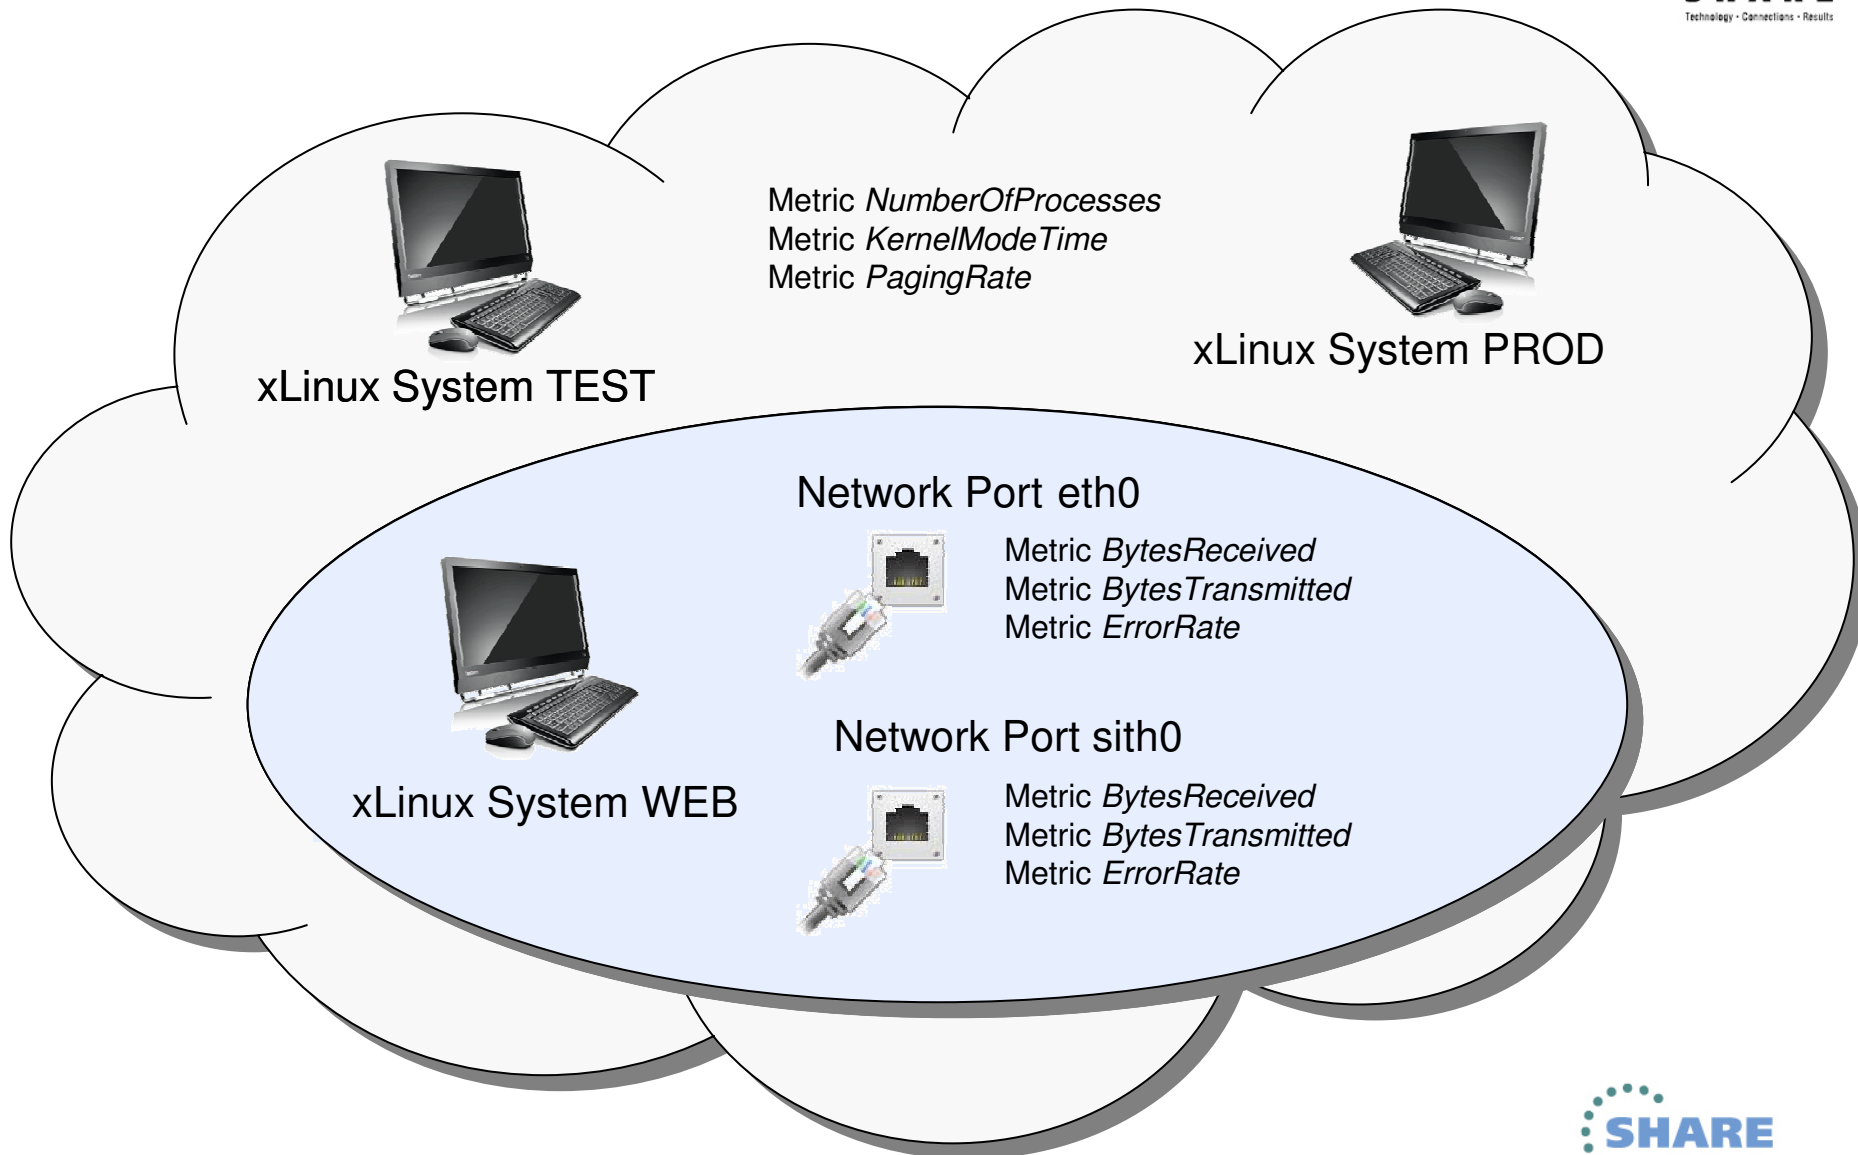 Technology • Connections • Results
Metric NumberOfProcesses
Metric KernelModeTime
Metric PagingRate
xLinux System TEST
xLinux System PROD
Network Port eth0
Metric BytesReceived
Metric BytesTransmitted
Metric ErrorRate
xLinux System WEB
Network Port sith0
Metric BytesReceived
Metric BytesTransmitted
Metric ErrorRate
SHARE